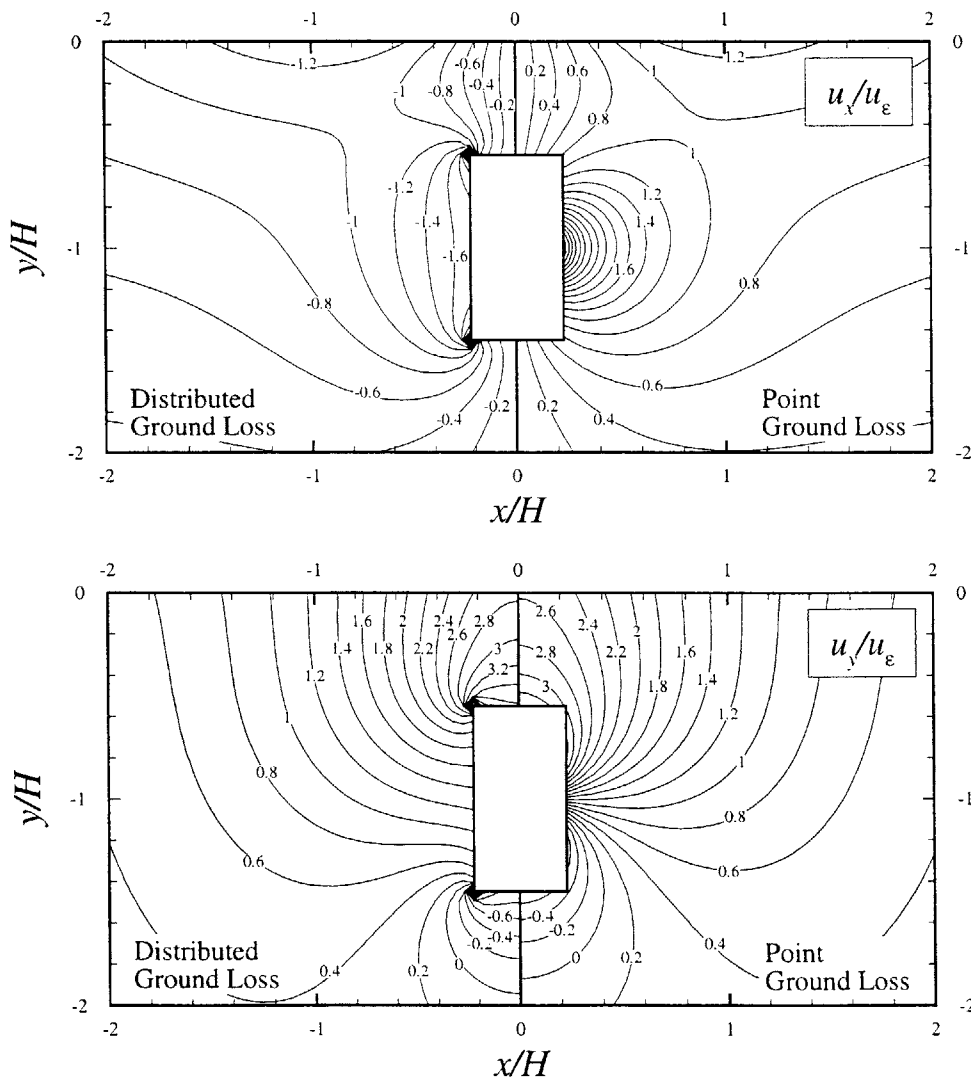 -2 -1 0 1 2
0 0
-1.2 -0.6 0.2 0.6 1 1.2
-1 -0.8 -0.4 -0.2 0.4 0.8
u_x/u_ε
-1.2 1 1.2
y/H
-1 -1 -1.4 1.4 -1
-1.6 1.6
-0.8 0.8
-0.6 0.6
-0.4 -0.2 0.2 0.4
Distributed
Ground Loss
Point
Ground Loss
-2 -2
-2 -1 0 1 2
x/H
-2 -1 0 1 2
0 0
1.6 2 2.4 2.8 2.6 2.4 2
1.4 1.8 2.2 2.6 3 2.8 2.2 1.6
u_y/u_ε
1.2 3.2 3 1.8 1.4
1 1.2
y/H
0.8 1
-1 -1
0.8
0.6 0.6
-0.6 -0.4
-0.2 -0.4 -0.2 0.4
0.4 0.2 0 0 0.2
Distributed
Ground Loss
Point
Ground Loss
-2 -2
-2 -1 0 1 2
x/H